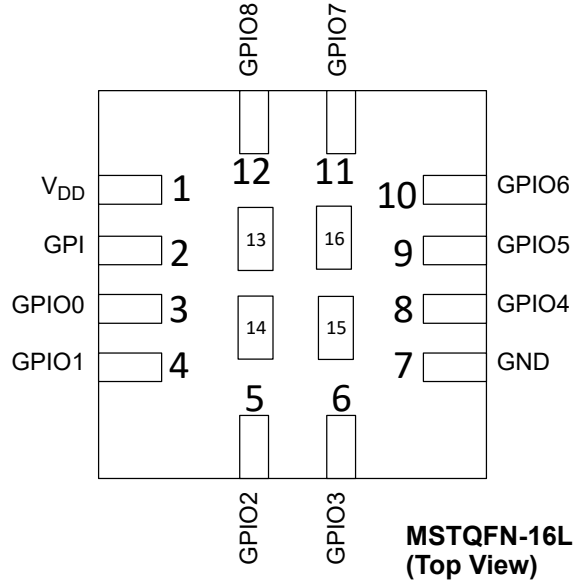 GPIO8 GPIO7
12 11
VDD 1 10 GPIO6
13 16
GPI 2 9 GPIO5
GPIO0 3 8 GPIO4
14 15
GPIO1 4 7 GND
5 6
GPIO2 GPIO3
MSTQFN-16L
(Top View)